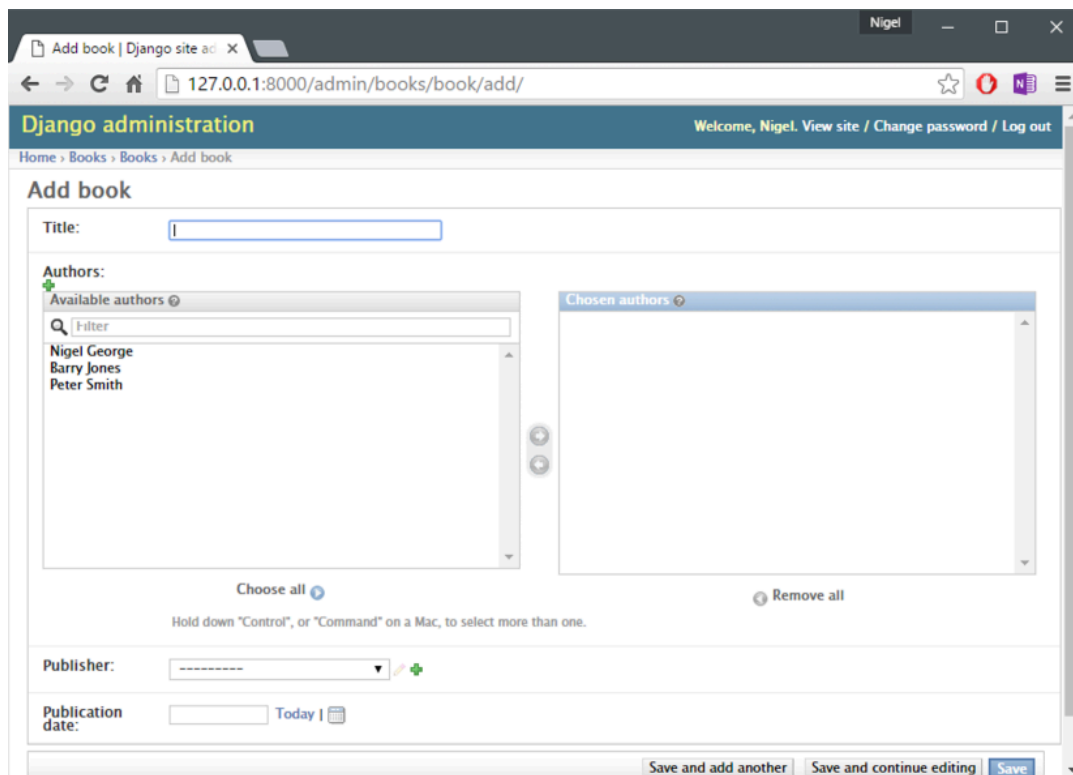 Nigel
Add book | Django site ad
127.0.0.1:8000/admin/books/book/add/
Django administration
Welcome, Nigel. View site / Change password / Log out
Home › Books › Books › Add book
Add book
Title:
Authors:
Available authors
Chosen authors
Filter
Nigel George
Barry Jones
Peter Smith
Choose all
Remove all
Hold down "Control", or "Command" on a Mac, to select more than one.
Publisher:
---------
Publication
date:
Today |
Save and add another
Save and continue editing
Save